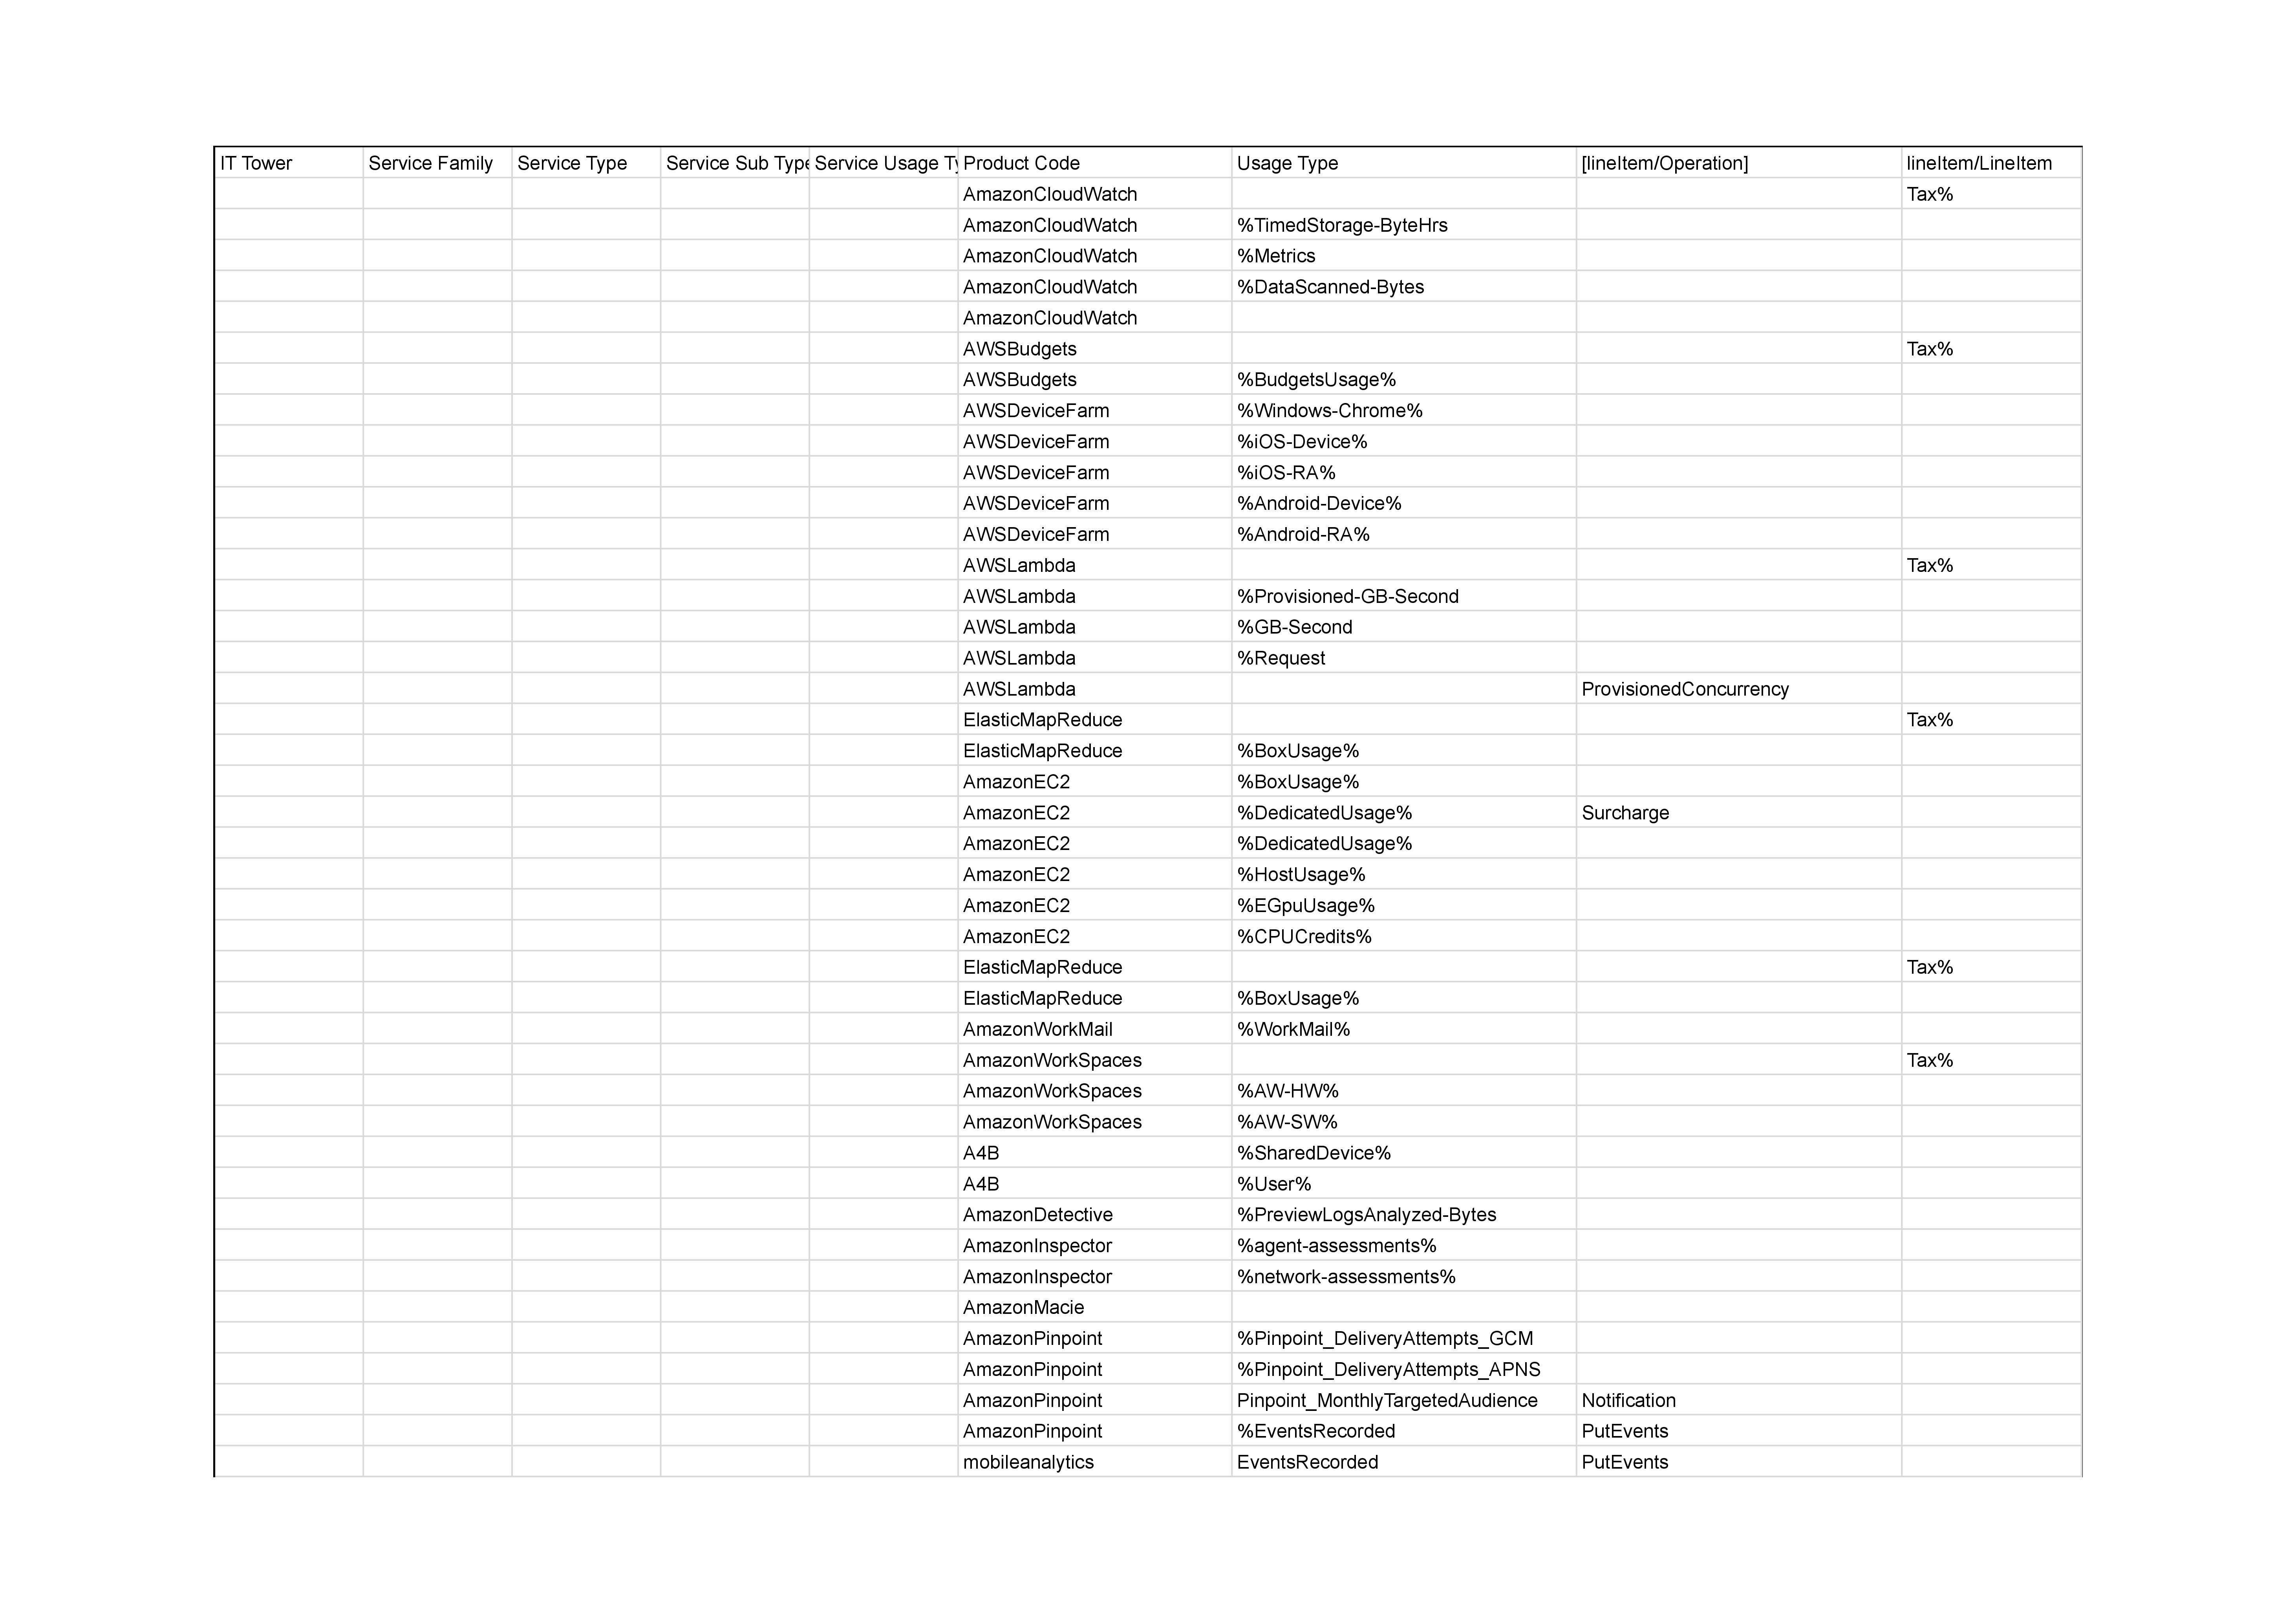 IT Tower Service Family Service Type Service Sub Type Service Usage Ty Product Code Usage Type [lineItem/Operation] lineItem/LineItem
AmazonCloudWatch Tax%
AmazonCloudWatch %TimedStorage-ByteHrs
AmazonCloudWatch %Metrics
AmazonCloudWatch %DataScanned-Bytes
AmazonCloudWatch
AWSBudgets Tax%
AWSBudgets %BudgetsUsage%
AWSDeviceFarm %Windows-Chrome%
AWSDeviceFarm %iOS-Device%
AWSDeviceFarm %iOS-RA%
AWSDeviceFarm %Android-Device%
AWSDeviceFarm %Android-RA%
AWSLambda Tax%
AWSLambda %Provisioned-GB-Second
AWSLambda %GB-Second
AWSLambda %Request
AWSLambda ProvisionedConcurrency
ElasticMapReduce Tax%
ElasticMapReduce %BoxUsage%
AmazonEC2 %BoxUsage%
AmazonEC2 %DedicatedUsage% Surcharge
AmazonEC2 %DedicatedUsage%
AmazonEC2 %HostUsage%
AmazonEC2 %EGpuUsage%
AmazonEC2 %CPUCredits%
ElasticMapReduce Tax%
ElasticMapReduce %BoxUsage%
AmazonWorkMail %WorkMail%
AmazonWorkSpaces Tax%
AmazonWorkSpaces %AW-HW%
AmazonWorkSpaces %AW-SW%
A4B %SharedDevice%
A4B %User%
AmazonDetective %PreviewLogsAnalyzed-Bytes
AmazonInspector %agent-assessments%
AmazonInspector %network-assessments%
AmazonMacie
AmazonPinpoint %Pinpoint_DeliveryAttempts_GCM
AmazonPinpoint %Pinpoint_DeliveryAttempts_APNS
AmazonPinpoint Pinpoint_MonthlyTargetedAudience Notification
AmazonPinpoint %EventsRecorded PutEvents
mobileanalytics EventsRecorded PutEvents